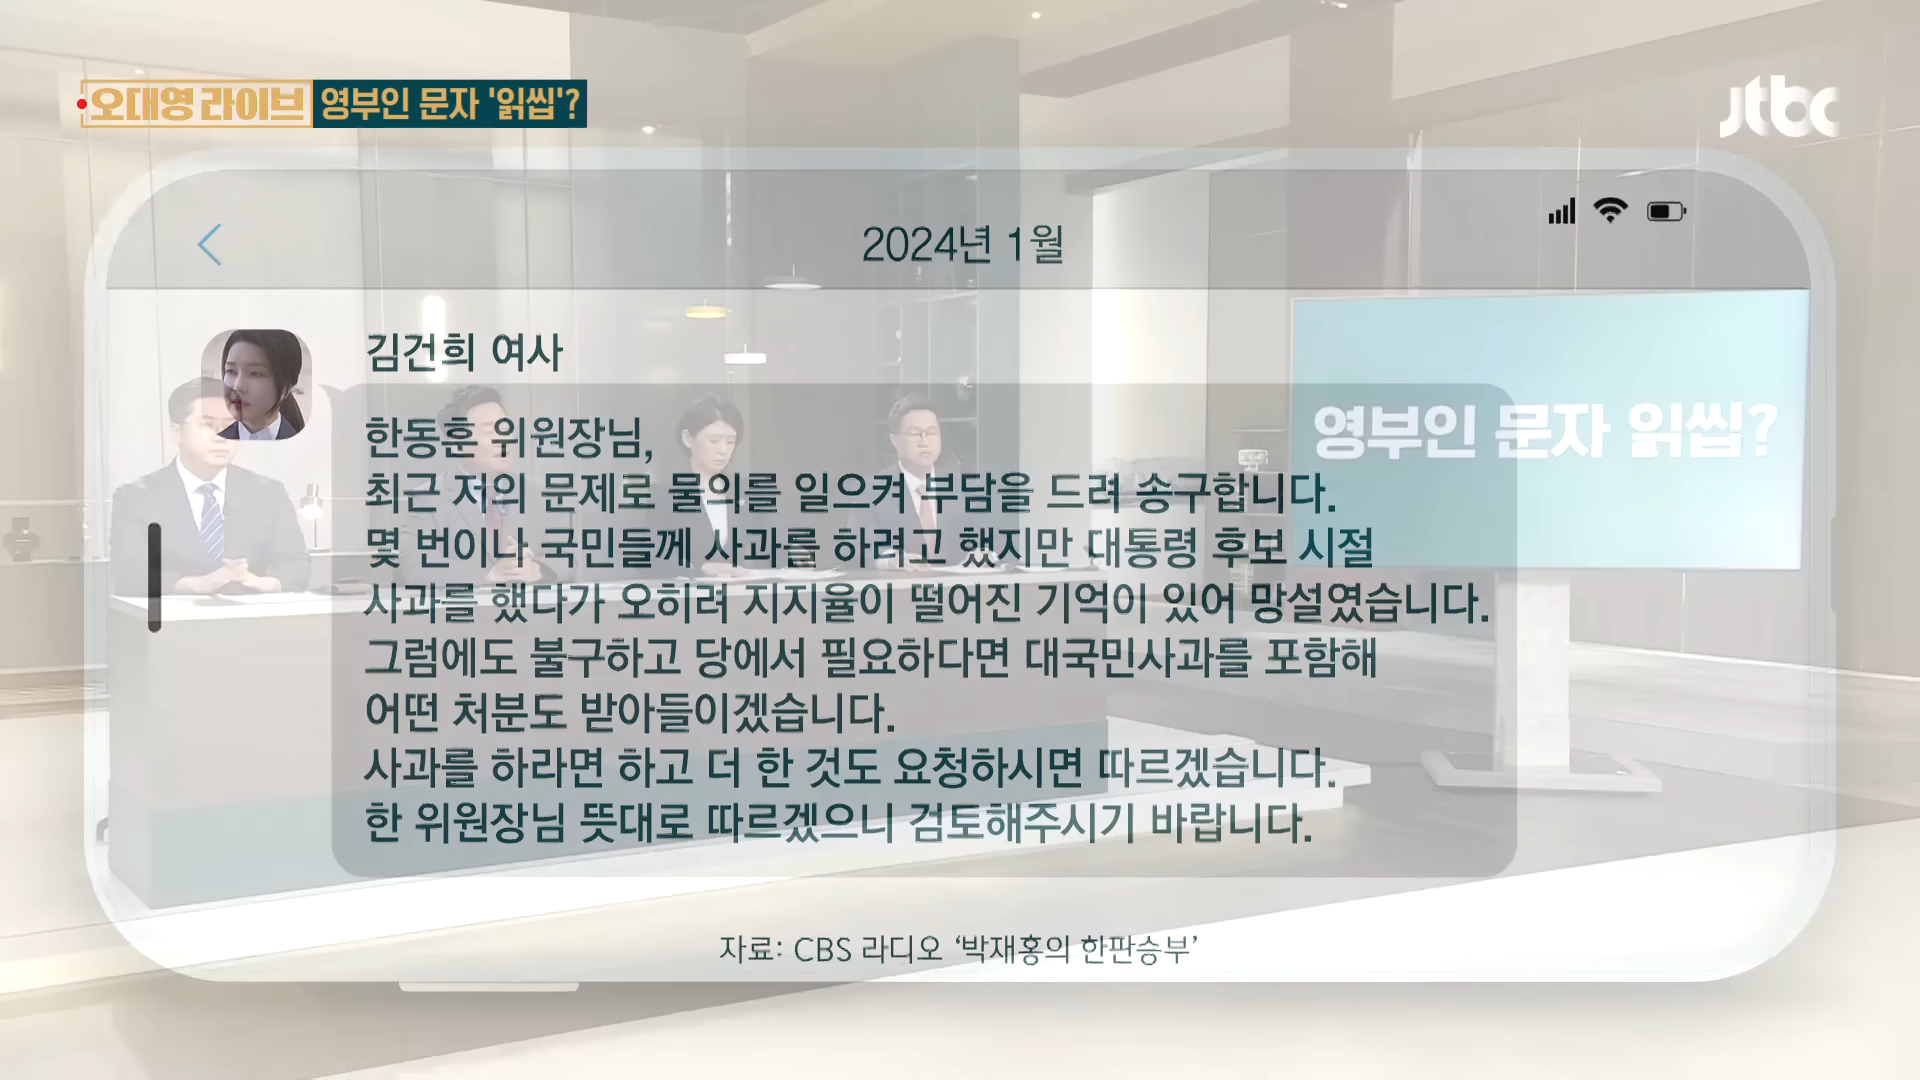 오대영 라이브 영부인 문자 '읽씹'?
jtbc
2024년 1월
김건희 여사
한동훈 위원장님,
최근 저의 문제로 물의를 일으켜 부담을 드려 송구합니다.
몇 번이나 국민들께 사과를 하려고 했지만 대통령 후보 시절
사과를 했다가 오히려 지지율이 떨어진 기억이 있어 망설였습니다.
그럼에도 불구하고 당에서 필요하다면 대국민사과를 포함해
어떤 처분도 받아들이겠습니다.
사과를 하라면 하고 더 한 것도 요청하시면 따르겠습니다.
한 위원장님 뜻대로 따르겠으니 검토해주시기 바랍니다.
영부인 문자 읽씹?
자료: CBS 라디오 ‘박재홍의 한판승부’